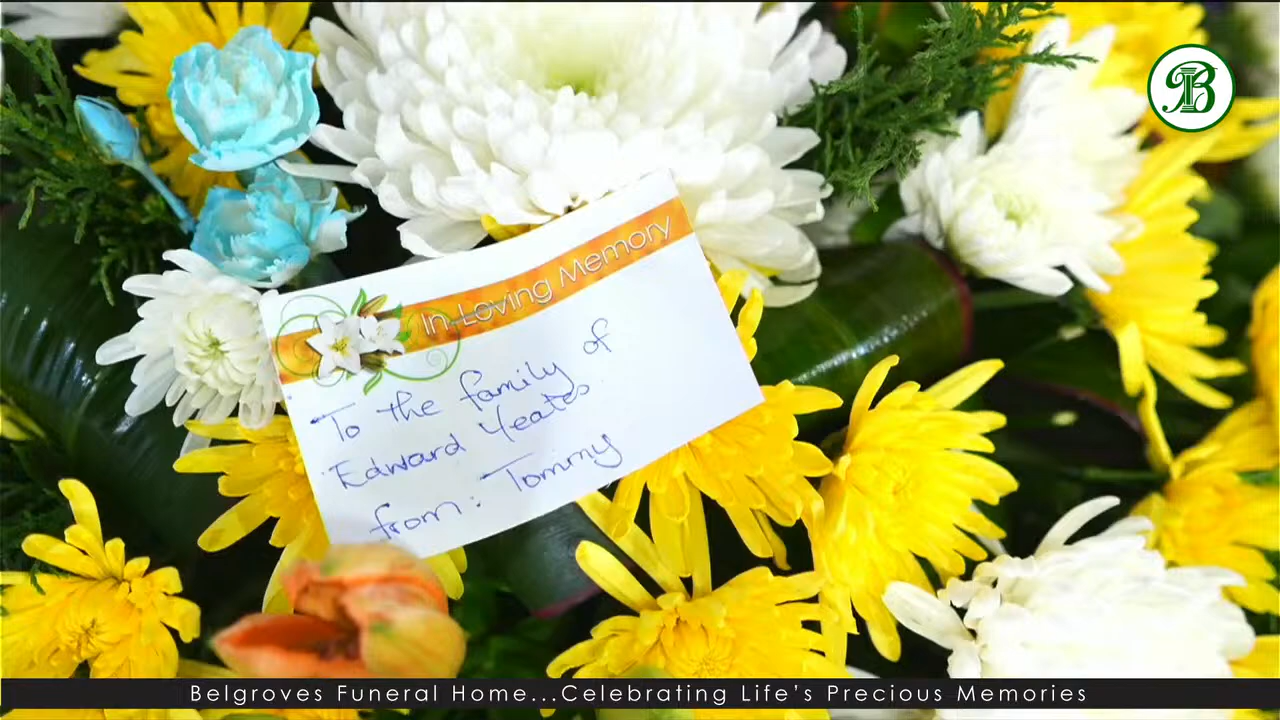 B
In Loving Memory
To the family of
Edward Yeates
from: Tommy
Belgroves Funeral Home...Celebrating Life's Precious Memories